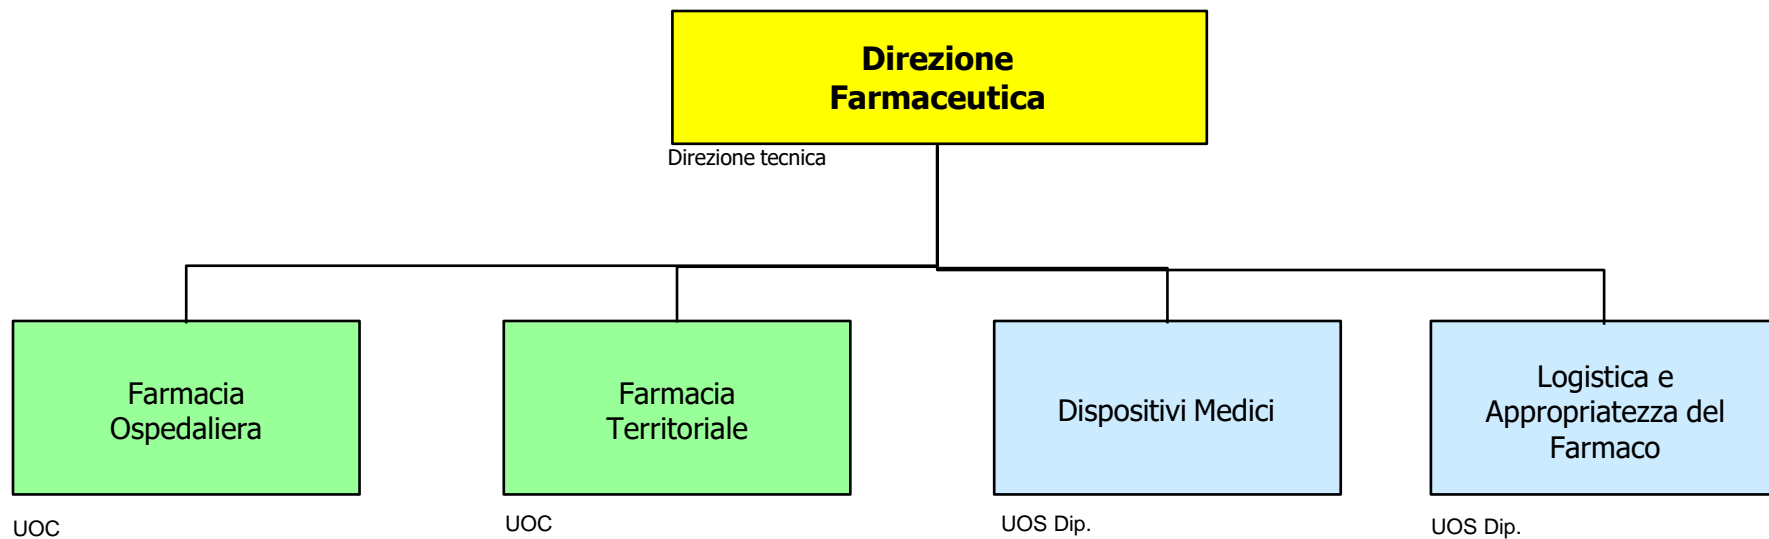 Direzione
Farmaceutica
Direzione tecnica
Farmacia
Ospedaliera
Farmacia
Territoriale
Dispositivi Medici
Logistica e
Appropriatezza del
Farmaco
UOC
UOC
UOS Dip.
UOS Dip.